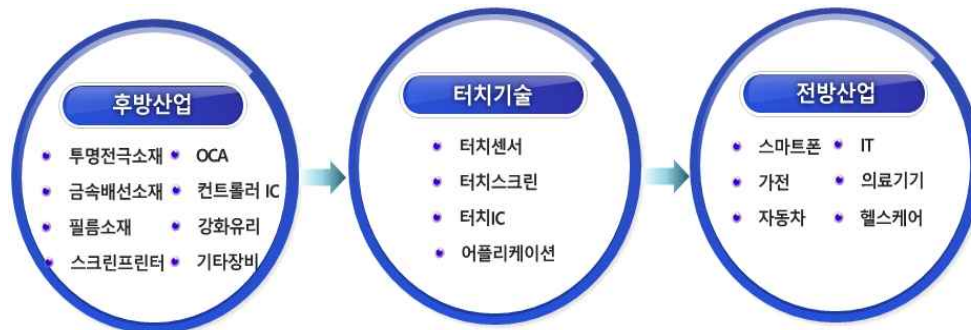 후방산업
투명전극소재 OCA
금속배선소재 컨트롤러 IC
필름소재 강화유리
스크린프린터 기타장비
터치기술
터치센서
터치스크린
터치IC
어플리케이션
전방산업
스마트폰 IT
가전 의료기기
자동차 헬스케어